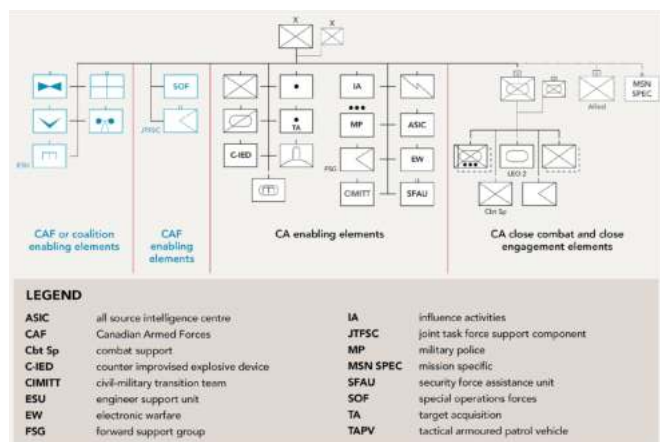 X
X
SOF
JTFSC
ESU
TA
C-IED
IA
MP
ASIC
FSG
EW
CIMITT
SFAU
Allied
MSN
SPEC
LEO 2
Cbt Sp
CAF or coalition
enabling elements
CAF
enabling
elements
CA enabling elements
CA close combat and close
engagement elements
LEGEND
ASIC all source intelligence centre
CAF Canadian Armed Forces
Cbt Sp combat support
C-IED counter improvised explosive device
CIMITT civil-military transition team
ESU engineer support unit
EW electronic warfare
FSG forward support group
IA influence activities
JTFSC joint task force support component
MP military police
MSN SPEC mission specific
SFAU security force assistance unit
SOF special operations forces
TA target acquisition
TAPV tactical armoured patrol vehicle